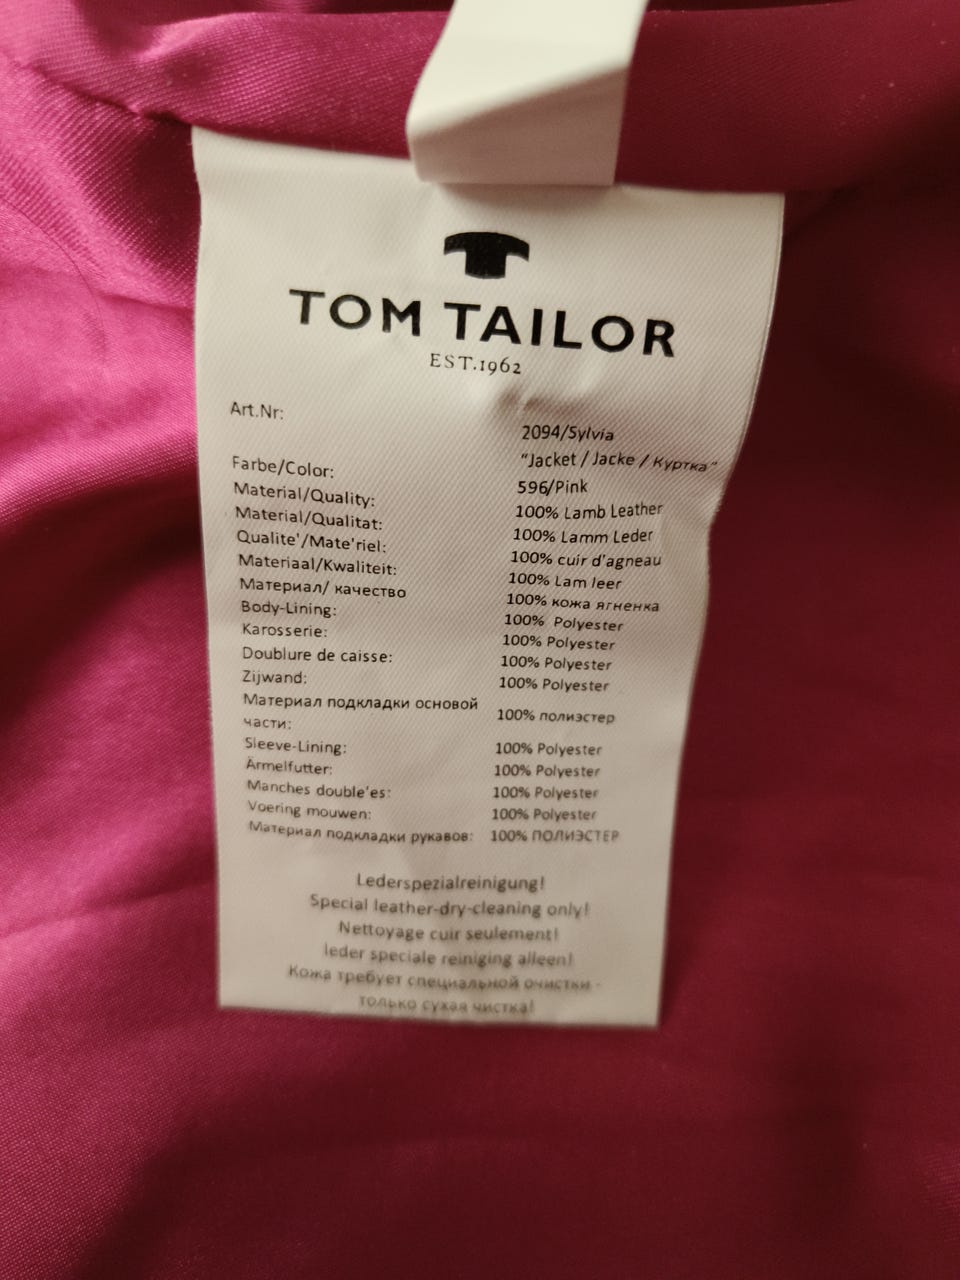 TOM TAILOR
EST.1962
Art.Nr: 2094/Sylvia
"Jacket / Jacke / Куртка"
Farbe/Color: 596/Pink
Material/Quality: 100% Lamb Leather
Material/Qualitat: 100% Lamm Leder
Qualite'/Mate'riel: 100% cuir d'agneau
Materiaal/Kwaliteit: 100% Lam leer
Материал/ качество 100% кожа ягненка
Body-Lining: 100% Polyester
Karosserie: 100% Polyester
Doublure de caisse: 100% Polyester
Zijwand: 100% Polyester
Материал подкладки основой
части: 100% полиэстер
Sleeve-Lining: 100% Polyester
Ärmelfutter: 100% Polyester
Manches double'es: 100% Polyester
Voering mouwen: 100% Polyester
Материал подкладки рукавов: 100% ПОЛИЭСТЕР
Lederspezialreinigung!
Special leather-dry-cleaning only!
Nettoyage cuir seulement!
leder speciale reiniging alleen!
Кожа требует специальной очистки -
только сухая чистка!